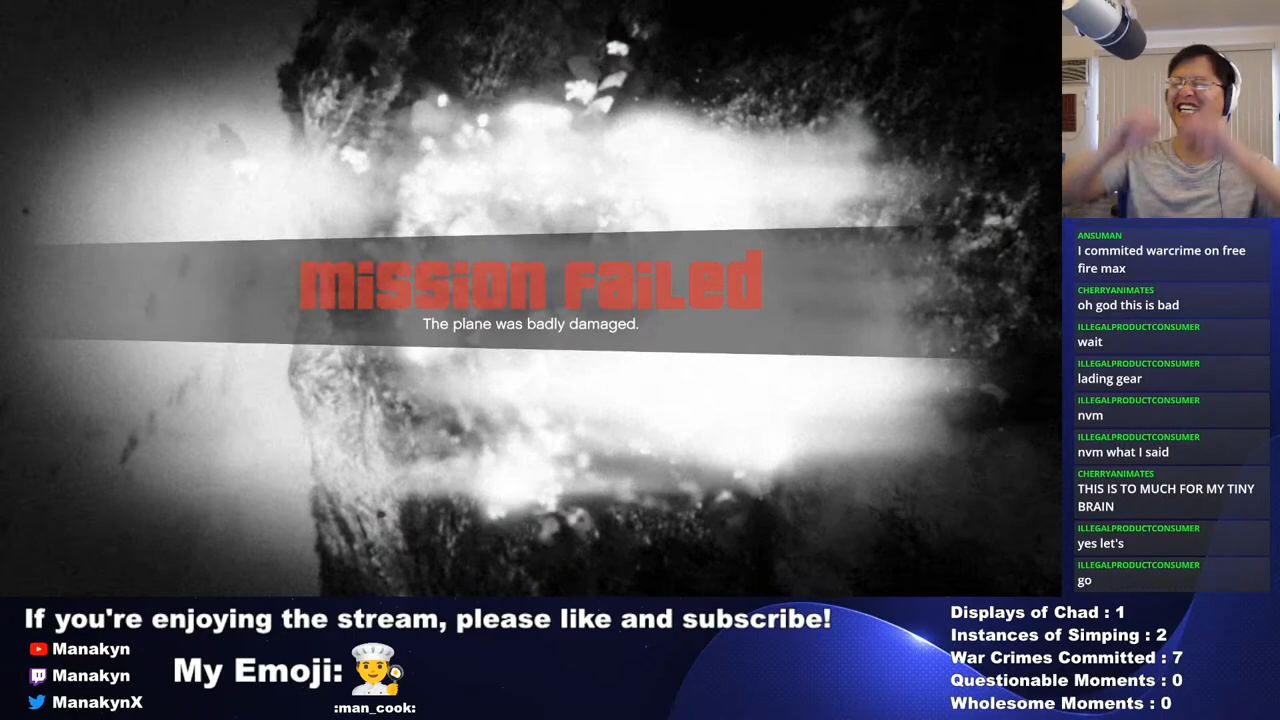 mission failed
The plane was badly damaged.
ANSUMAN
I commited warcrime on free
fire max
CHERRYANIMATES
oh god this is bad
ILLEGALPRODUCTCONSUMER
wait
ILLEGALPRODUCTCONSUMER
lading gear
ILLEGALPRODUCTCONSUMER
nvm
ILLEGALPRODUCTCONSUMER
nvm what I said
CHERRYANIMATES
THIS IS TO MUCH FOR MY TINY
BRAIN
ILLEGALPRODUCTCONSUMER
yes let's
ILLEGALPRODUCTCONSUMER
go
If you're enjoying the stream, please like and subscribe!
Manakyn
Manakyn
ManakynX
My Emoji:
:man_cook:
Displays of Chad : 1
Instances of Simping : 2
War Crimes Committed : 7
Questionable Moments : 0
Wholesome Moments : 0